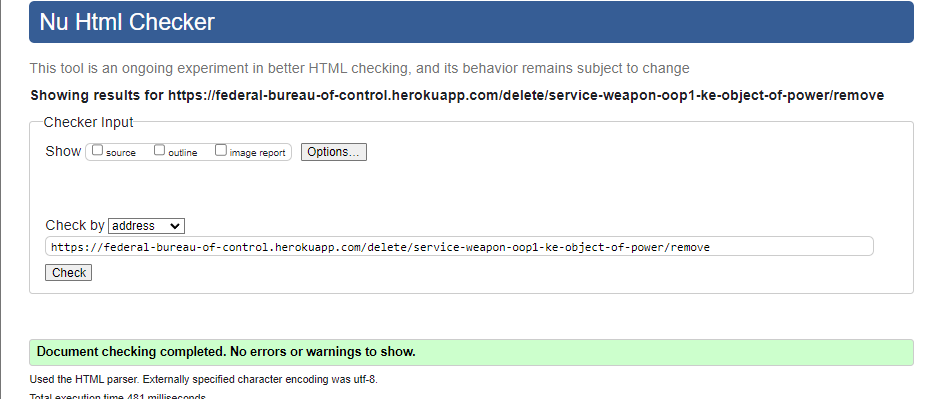 Nu Html Checker
This tool is an ongoing experiment in better HTML checking, and its behavior remains subject to change
Showing results for https://federal-bureau-of-control.herokuapp.com/delete/service-weapon-oop1-ke-object-of-power/remove
Checker Input
Show source outline image report Options...
Check by address
https://federal-bureau-of-control.herokuapp.com/delete/service-weapon-oop1-ke-object-of-power/remove
Check
Document checking completed. No errors or warnings to show.
Used the HTML parser. Externally specified character encoding was utf-8.
Total execution time 481 milliseconds.